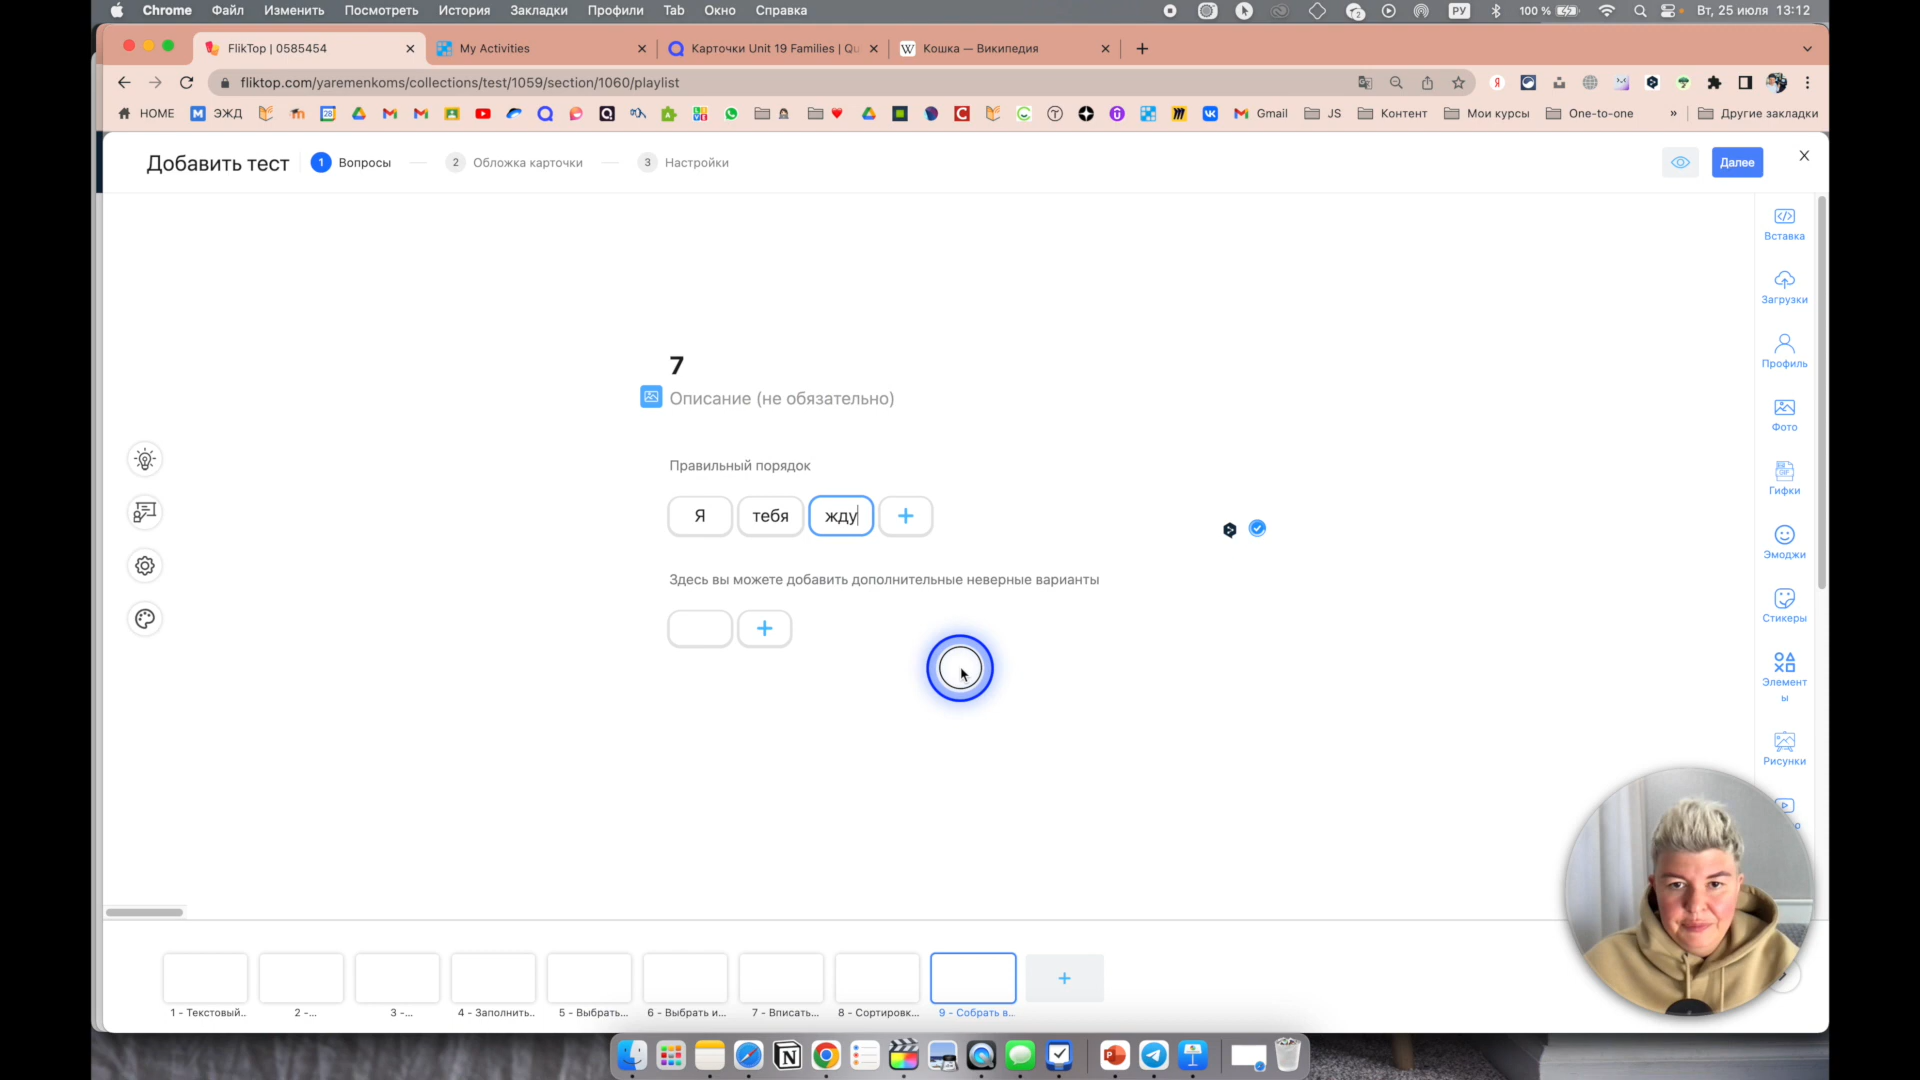 Chrome Файл Изменить Посмотреть История Закладки Профили Tab Окно Справка РУ 100 % Вт, 25 июля 13:12
FlikTop | 0585454 My Activities Карточки Unit 19 Families | Qu Кошка — Википедия
fliktop.com/yaremenkoms/collections/test/1059/section/1060/playlist
HOME ЭЖД Gmail JS Контент Мои курсы One-to-one » Другие закладки
Добавить тест 1 Вопросы 2 Обложка карточки 3 Настройки Далее
Вставка
Загрузки
Профиль
Фото
Гифки
Эмоджи
Стикеры
Элемент
ы
Рисунки
7
Описание (не обязательно)
Правильный порядок
Я тебя жду
Здесь вы можете добавить дополнительные неверные варианты
1 - Текстовый.. 2 -... 3 -... 4 - Заполнить.. 5 - Выбрать... 6 - Выбрать и... 7 - Вписать... 8 - Сортировк... 9 - Собрать в...